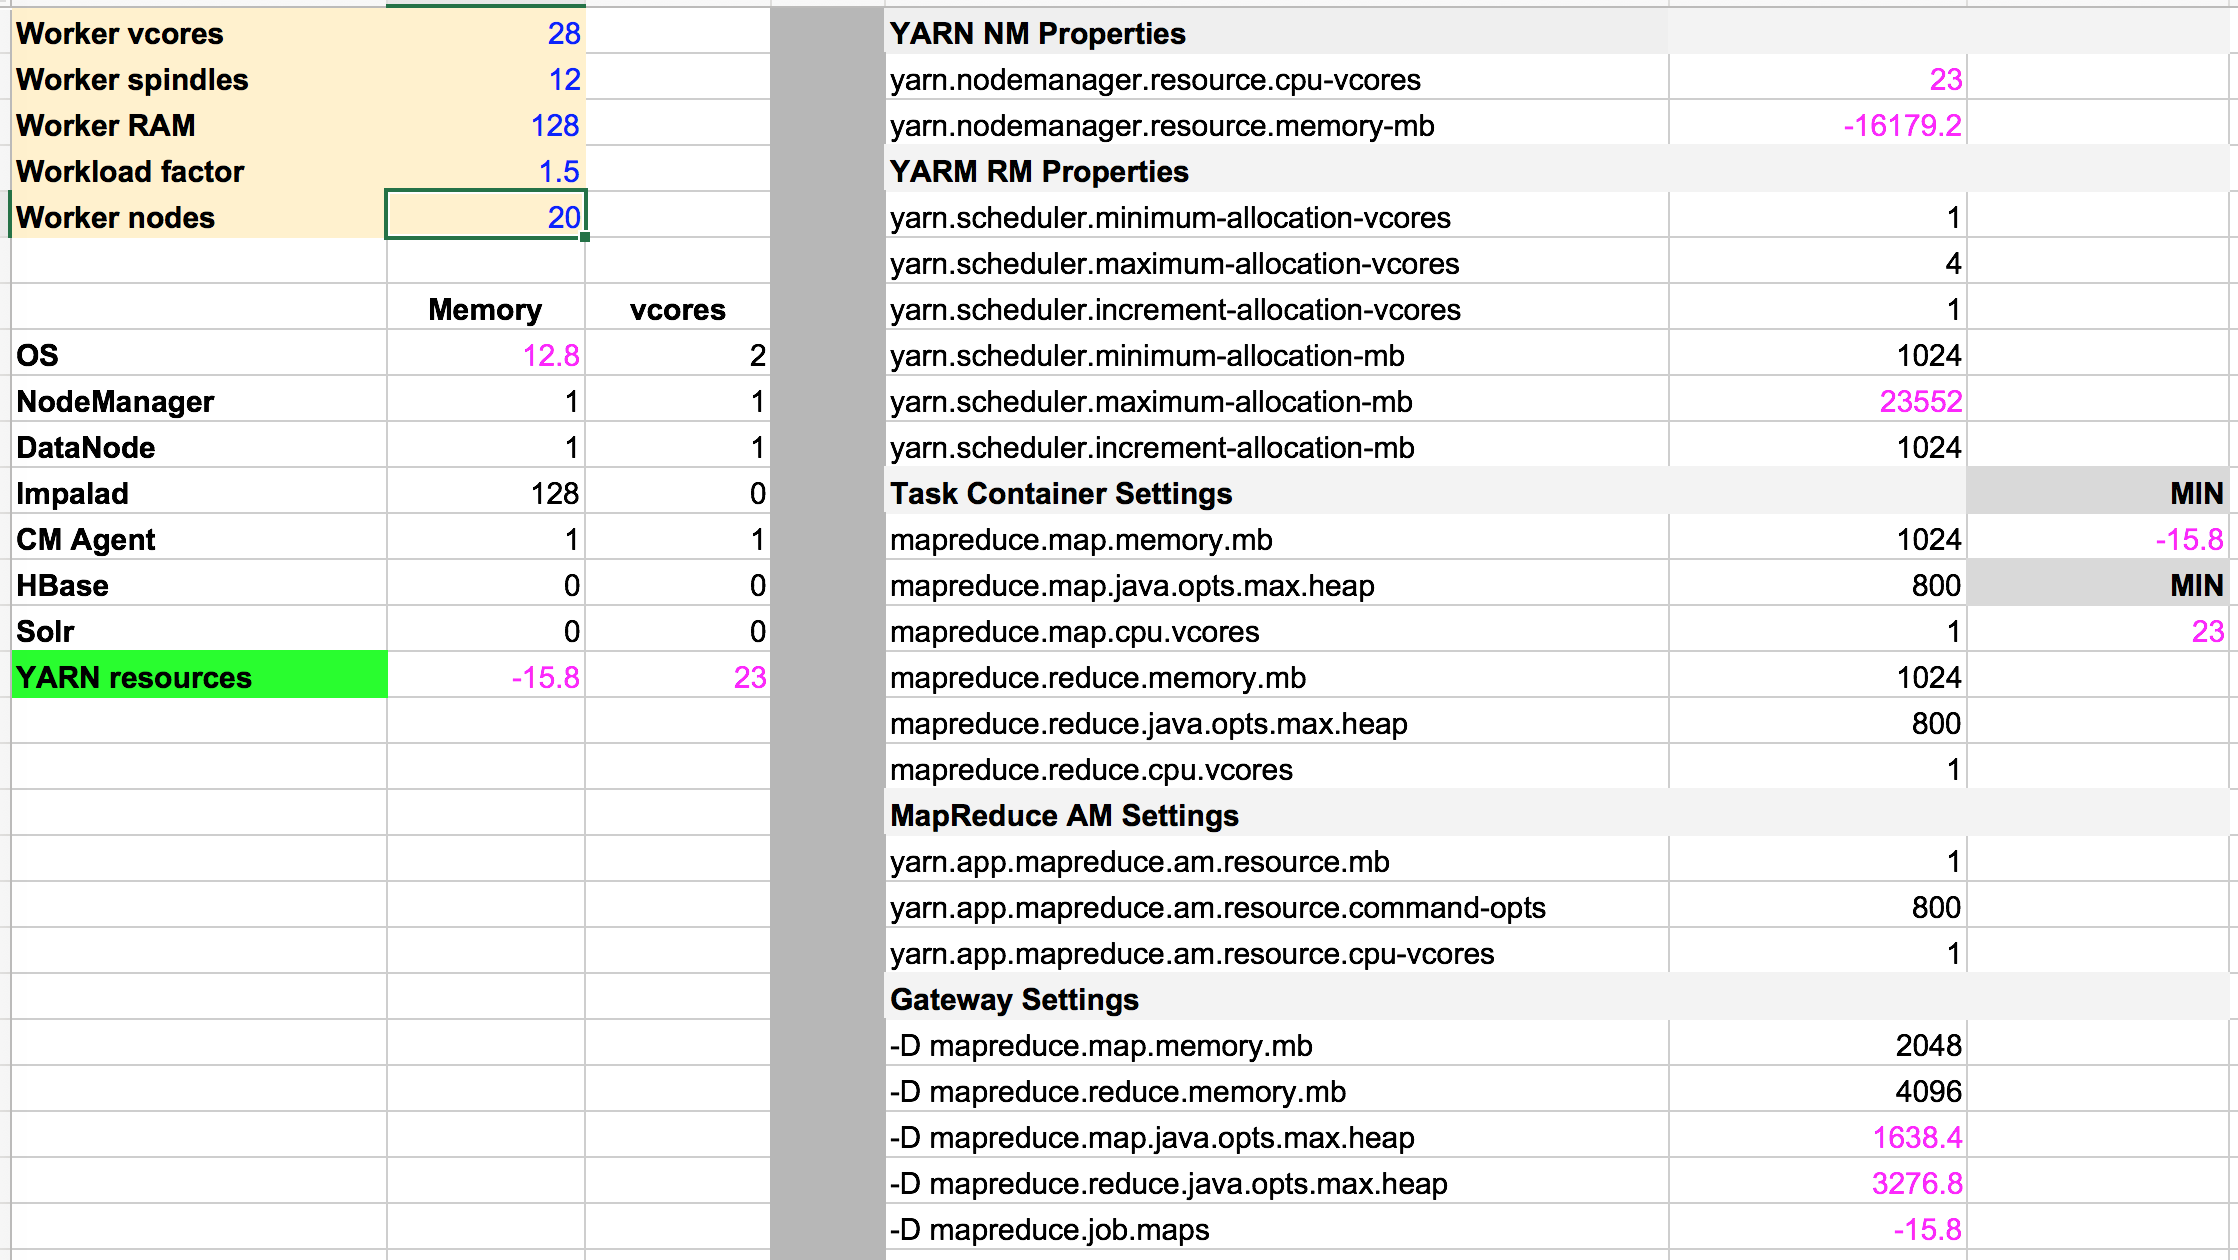 Worker vcores 28
Worker spindles 12
Worker RAM 128
Workload factor 1.5
Worker nodes 20
Memory vcores
OS 12.8 2
NodeManager 1 1
DataNode 1 1
Impalad 128 0
CM Agent 1 1
HBase 0 0
Solr 0 0
YARN resources -15.8 23
YARN NM Properties
yarn.nodemanager.resource.cpu-vcores 23
yarn.nodemanager.resource.memory-mb -16179.2
YARM RM Properties
yarn.scheduler.minimum-allocation-vcores 1
yarn.scheduler.maximum-allocation-vcores 4
yarn.scheduler.increment-allocation-vcores 1
yarn.scheduler.minimum-allocation-mb 1024
yarn.scheduler.maximum-allocation-mb 23552
yarn.scheduler.increment-allocation-mb 1024
Task Container Settings MIN
mapreduce.map.memory.mb 1024 -15.8
mapreduce.map.java.opts.max.heap 800 MIN
mapreduce.map.cpu.vcores 1 23
mapreduce.reduce.memory.mb 1024
mapreduce.reduce.java.opts.max.heap 800
mapreduce.reduce.cpu.vcores 1
MapReduce AM Settings
yarn.app.mapreduce.am.resource.mb 1
yarn.app.mapreduce.am.resource.command-opts 800
yarn.app.mapreduce.am.resource.cpu-vcores 1
Gateway Settings
-D mapreduce.map.memory.mb 2048
-D mapreduce.reduce.memory.mb 4096
-D mapreduce.map.java.opts.max.heap 1638.4
-D mapreduce.reduce.java.opts.max.heap 3276.8
-D mapreduce.job.maps -15.8